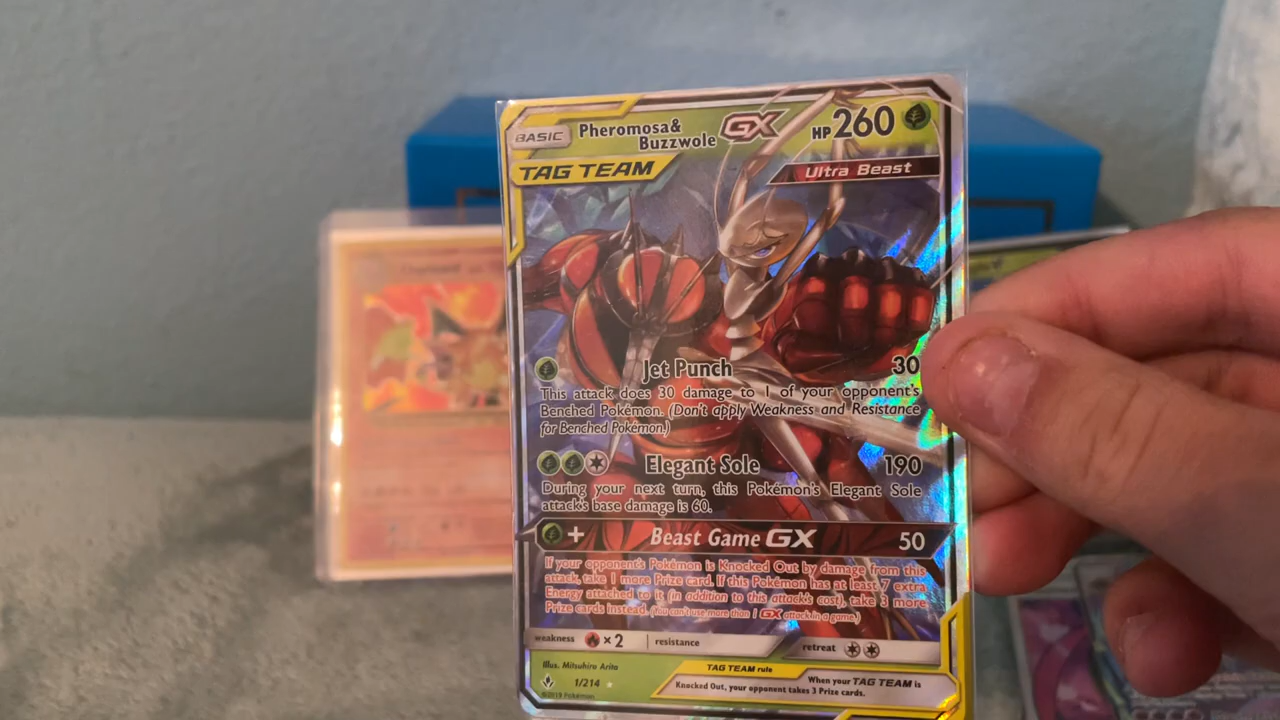 BASIC Pheromosa& Buzzwole GX HP 260
TAG TEAM
Ultra Beast
Jet Punch 30
This attack does 30 damage to 1 of your opponent's
Benched Pokémon. (Don't apply Weakness and Resistance
for Benched Pokémon.)
Elegant Sole 190
During your next turn, this Pokémon's Elegant Sole
attack's base damage is 60.
+ Beast Game GX 50
If your opponent's Pokémon is Knocked Out by damage from this
attack, take 1 more Prize card. If this Pokémon has at least 7 extra
Energy attached to it (in addition to this attack's cost), take 3 more
Prize cards instead. (You can't use more than 1 GX attack in a game.)
weakness ×2 resistance retreat
Illus. Mitsuhiro Arita
1/214
©2019 Pokémon
TAG TEAM rule
When your TAG TEAM is
Knocked Out, your opponent takes 3 Prize cards.